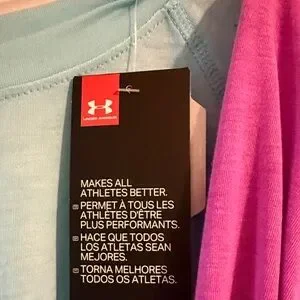 UNDER ARMOUR
MAKES ALL
ATHLETES BETTER.
PERMET À TOUS LES
ATHLÈTES D'ÊTRE
PLUS PERFORMANTS.
HACE QUE TODOS
LOS ATLETAS SEAN
MEJORES.
TORNA MELHORES
TODOS OS ATLETAS.